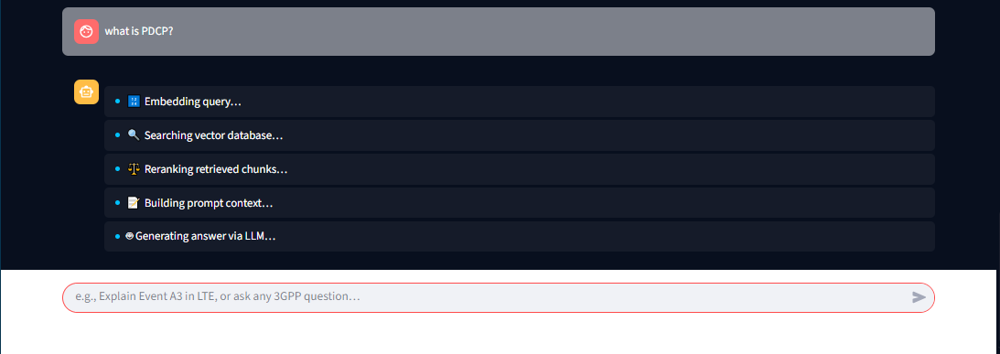 what is PDCP?
Embedding query…
Searching vector database…
Reranking retrieved chunks…
Building prompt context…
Generating answer via LLM…
e.g., Explain Event A3 in LTE, or ask any 3GPP question…